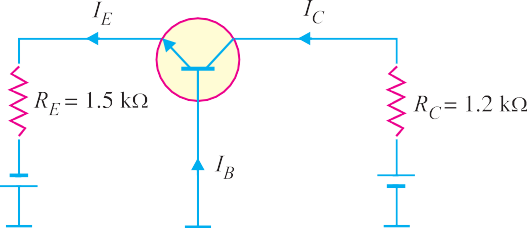 I_E
I_C
R_E = 1.5 kΩ
R_C = 1.2 kΩ
I_B